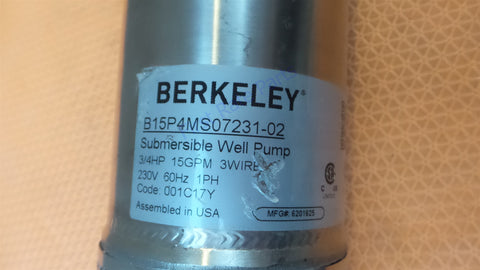 BERKELEY®
B15P4MS07231-02
Submersible Well Pump
3/4HP 15GPM 3WIRE
230V 60Hz 1PH
Code: 001C17Y
Assembled in USA
MFG#: 6201925